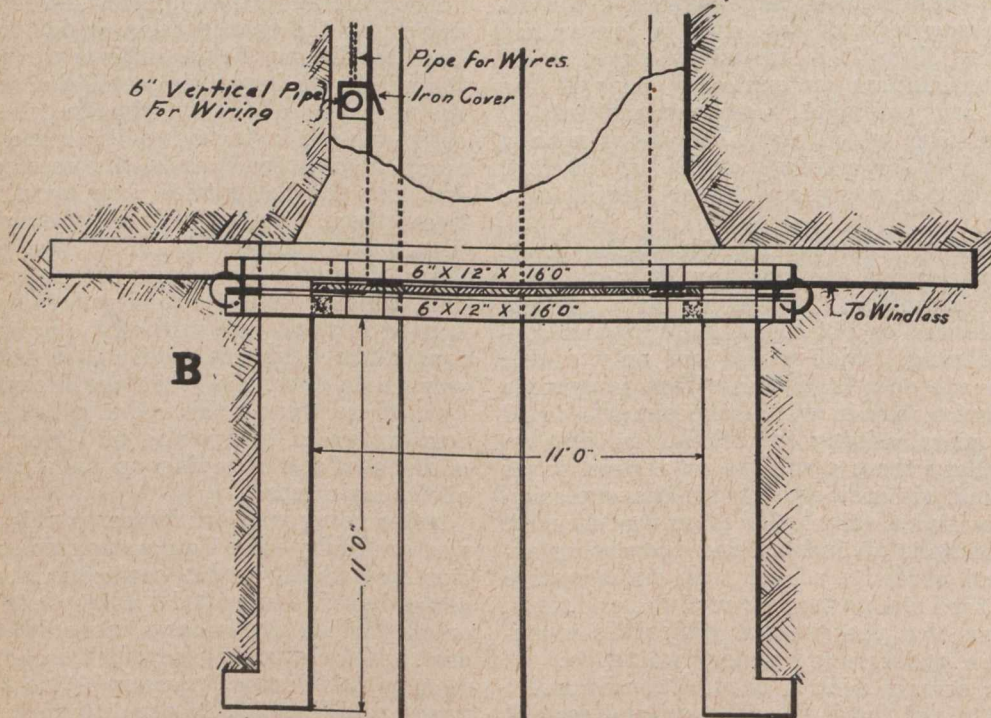 Pipe For Wires
6" Vertical Pipe
For Wiring
Iron Cover
6" X 12" X 16'0"
6" X 12" X 16'0"
To Windlass
B
11'0"
11'0"